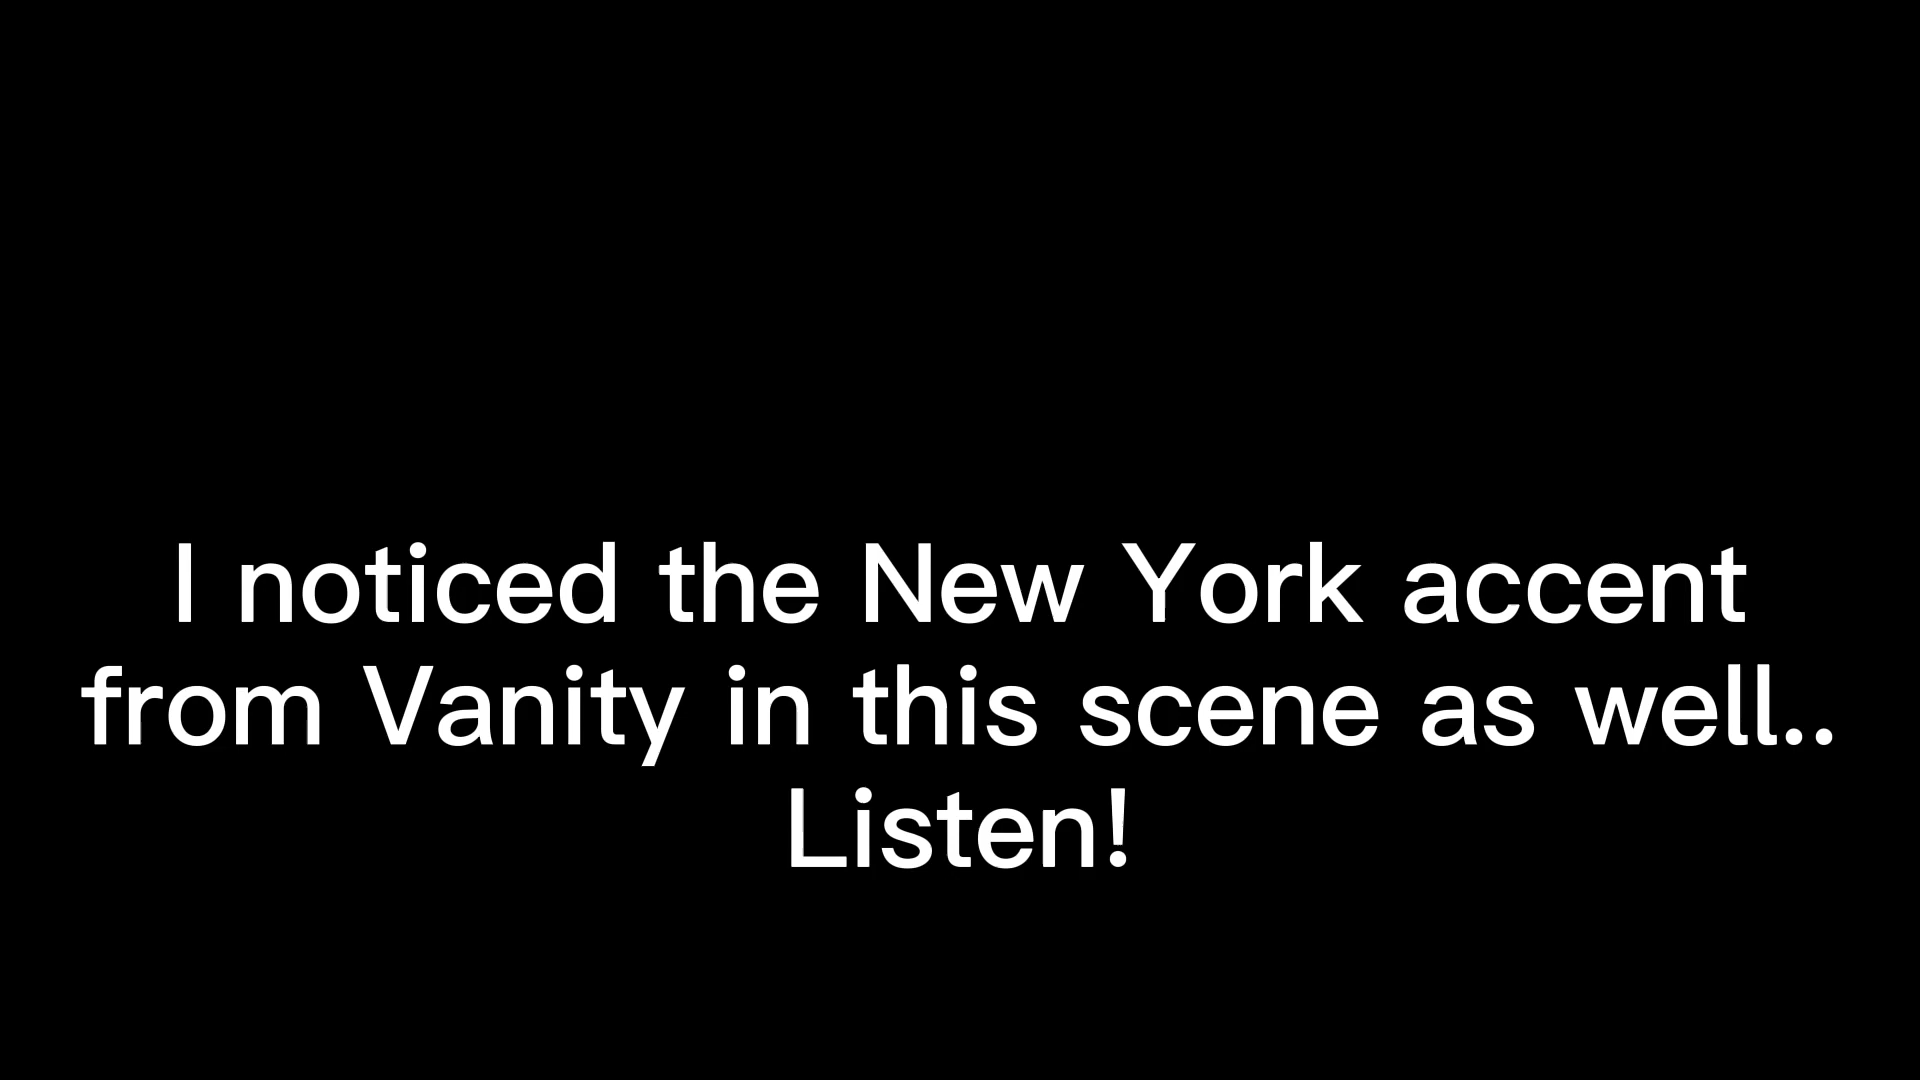 I noticed the New York accent
from Vanity in this scene as well..
Listen!